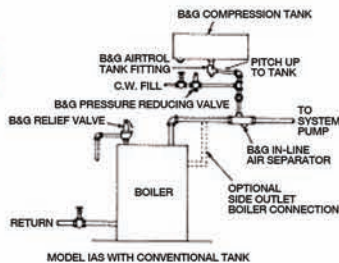 B&G COMPRESSION TANK
B&G AIRTROL
TANK FITTING
PITCH UP
TO TANK
C.W. FILL
B&G PRESSURE REDUCING VALVE
B&G RELIEF VALVE
TO
SYSTEM
PUMP
B&G IN-LINE
AIR SEPARATOR
BOILER
OPTIONAL
SIDE OUTLET
BOILER CONNECTION
RETURN
MODEL IAS WITH CONVENTIONAL TANK